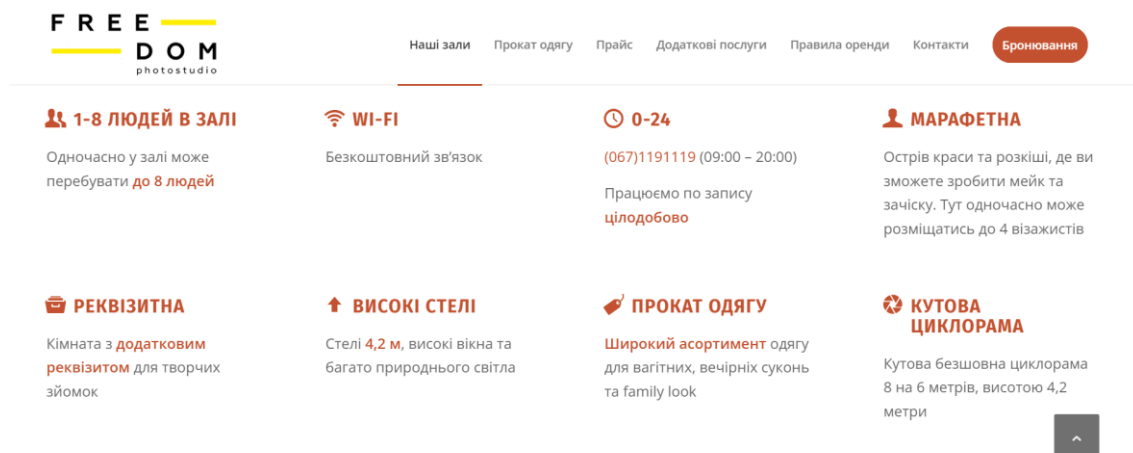 FREE
DOM
photostudio
Наші зали Прокат одягу Прайс Додаткові послуги Правила оренди Контакти Бронювання
1-8 ЛЮДЕЙ В ЗАЛІ
Одночасно у залі може
перебувати до 8 людей
WI-FI
Безкоштовний зв’язок
0-24
(067)1191119 (09:00 – 20:00)
Працюємо по запису
цілодобово
МАРАФЕТНА
Острів краси та розкіші, де ви
зможете зробити мейк та
зачіску. Тут одночасно може
розміщатись до 4 візажистів
РЕКВІЗИТНА
Кімната з додатковим
реквізитом для творчих
зйомок
ВИСОКІ СТЕЛІ
Стелі 4,2 м, високі вікна та
багато природнього світла
ПРОКАТ ОДЯГУ
Широкий асортимент одягу
для вагітних, вечірніх суконь
та family look
КУТОВА
ЦИКЛОРАМА
Кутова безшовна циклорама
8 на 6 метрів, висотою 4,2
метри